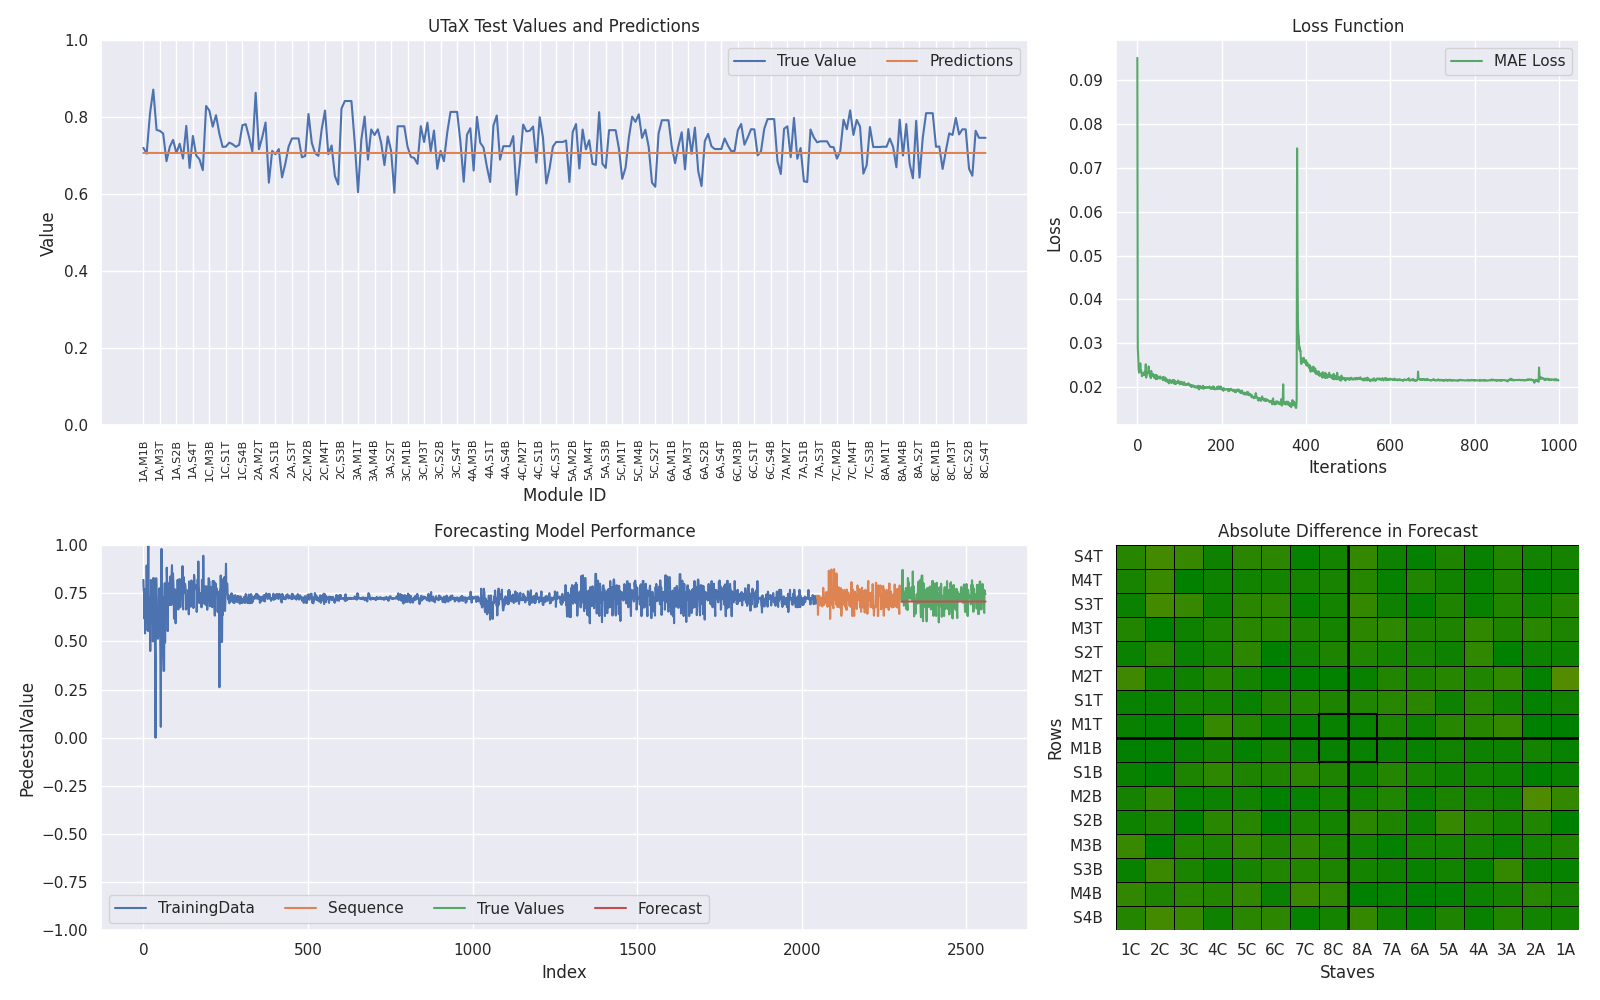 UTaX Test Values and Predictions
True Value Predictions
1.0
0.8
0.6
0.4
0.2
0.0
Value
1A,M1B 1A,M3T 1A,S2B 1A,S4T 1C,M3B 1C,S1T 1C,S4B 2A,M2T 2A,S1B 2A,S3T 2C,M2B 2C,M4T 2C,S3B 3A,M1T 3A,M4B 3A,S2T 3C,M1B 3C,M3T 3C,S2B 3C,S4T 4A,M3B 4A,S1T 4A,S4B 4C,M2T 4C,S1B 4C,S3T 5A,M2B 5A,M4T 5A,S3B 5C,M1T 5C,M4B 5C,S2T 6A,M1B 6A,M3T 6A,S2B 6A,S4T 6C,M3B 6C,S1T 6C,S4B 7A,M2T 7A,S1B 7A,S3T 7C,M2B 7C,M4T 7C,S3B 8A,M1T 8A,M4B 8A,S2T 8C,M1B 8C,M3T 8C,S2B 8C,S4T
Module ID
Loss Function
MAE Loss
0.09
0.08
0.07
0.06
0.05
0.04
0.03
0.02
Loss
0 200 400 600 800 1000
Iterations
Forecasting Model Performance
1.00
0.75
0.50
0.25
0.00
−0.25
−0.50
−0.75
−1.00
PedestalValue
TrainingData Sequence True Values Forecast
0 500 1000 1500 2000 2500
Index
Absolute Difference in Forecast
S4T
M4T
S3T
M3T
S2T
M2T
S1T
M1T
M1B
S1B
M2B
S2B
M3B
S3B
M4B
S4B
Rows
1C 2C 3C 4C 5C 6C 7C 8C 8A 7A 6A 5A 4A 3A 2A 1A
Staves